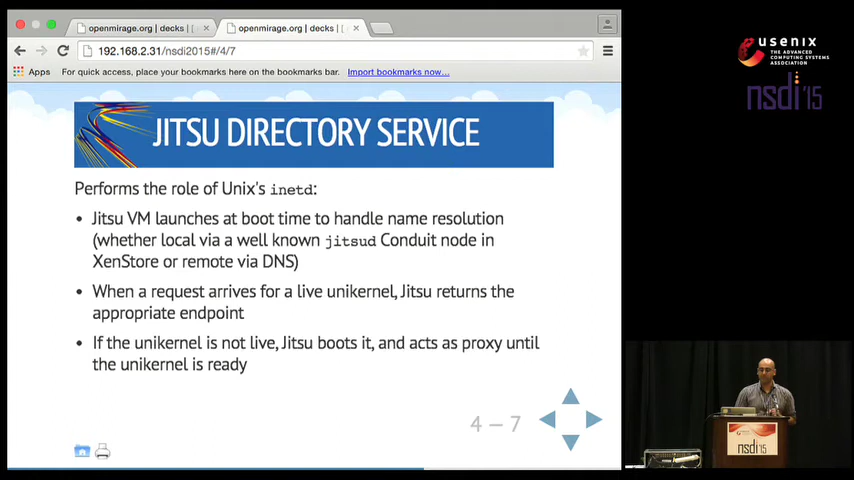 openmirage.org | decks | [
openmirage.org | decks | [
192.168.2.31/nsdi2015#/4/7
Apps
For quick access, place your bookmarks here on the bookmarks bar.
Import bookmarks now...
JITSU DIRECTORY SERVICE
Performs the role of Unix's inetd:
• Jitsu VM launches at boot time to handle name resolution
(whether local via a well known jitsud Conduit node in
XenStore or remote via DNS)
• When a request arrives for a live unikernel, Jitsu returns the
appropriate endpoint
• If the unikernel is not live, Jitsu boots it, and acts as proxy until
the unikernel is ready
4 – 7
usenix
THE ADVANCED
COMPUTING SYSTEMS
ASSOCIATION
nsdi'15
nsdi'15